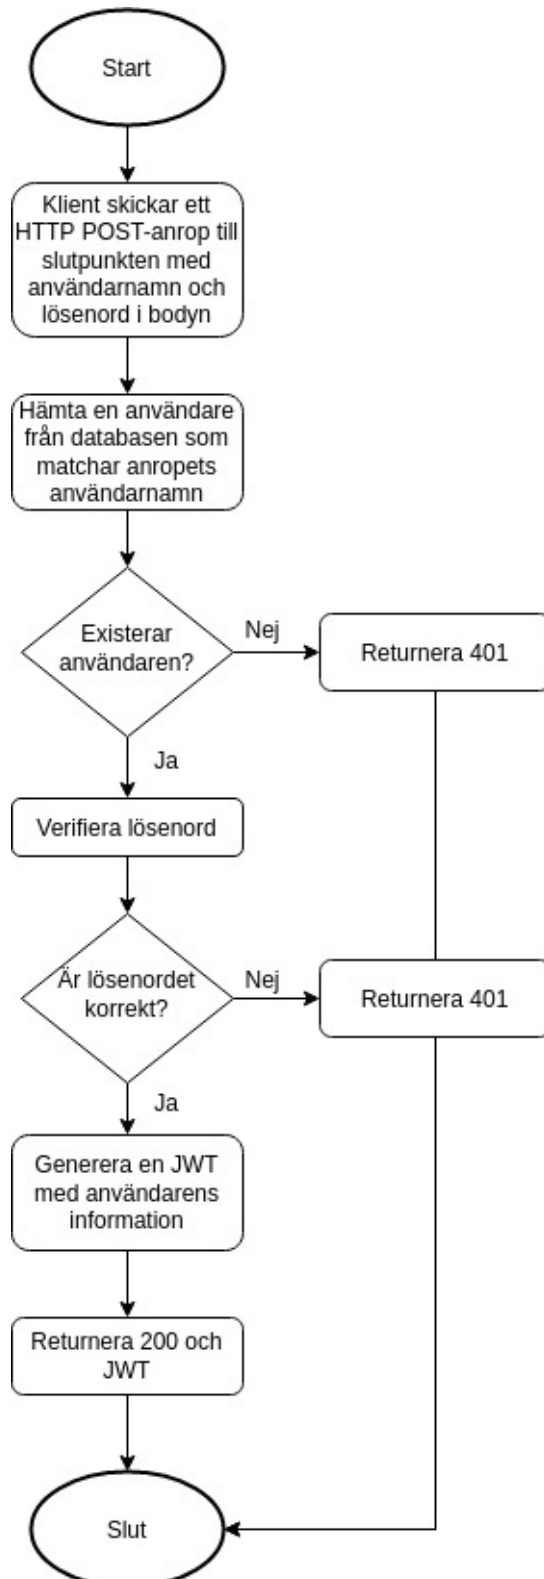 Start
Klient skickar ett
HTTP POST-anrop till
slutpunkten med
användarnamn och
lösenord i bodyn
Hämta en användare
från databasen som
matchar anropets
användarnamn
Existerar
användaren?
Nej
Returnera 401
Ja
Verifiera lösenord
Är lösenordet
korrekt?
Nej
Returnera 401
Ja
Generera en JWT
med användarens
information
Returnera 200 och
JWT
Slut